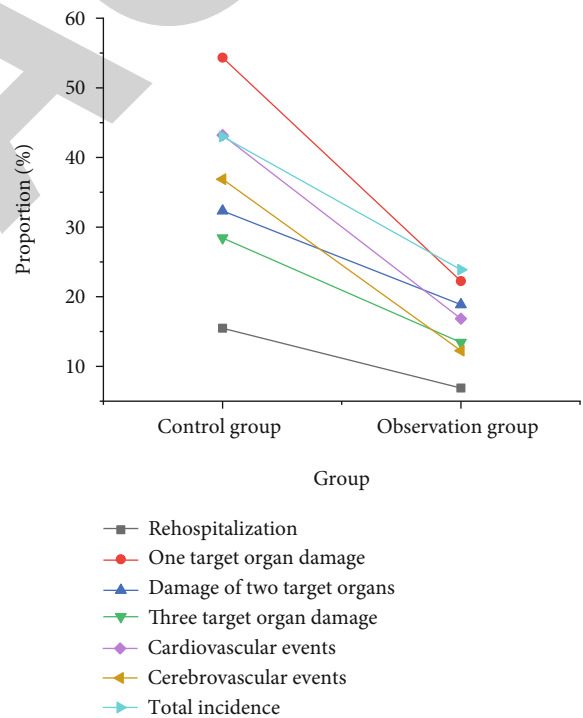 60
50
40
30
20
10
Proportion (%)
Control group
Observation group
Group
Rehospitalization
One target organ damage
Damage of two target organs
Three target organ damage
Cardiovascular events
Cerebrovascular events
Total incidence